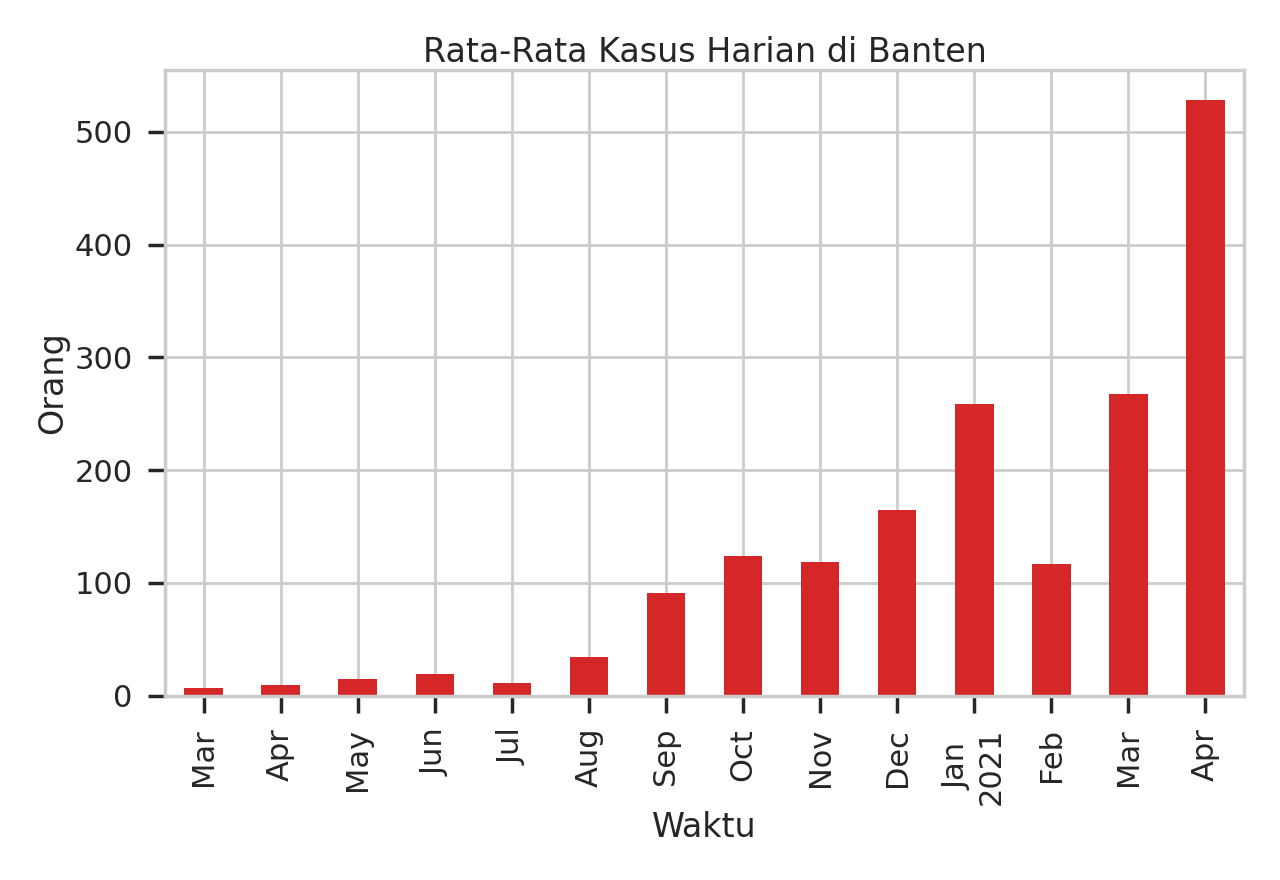 Rata-Rata Kasus Harian di Banten
Orang
500
400
300
200
100
0
Mar
Apr
May
Jun
Jul
Aug
Sep
Oct
Nov
Dec
Jan
2021
Feb
Mar
Apr
Waktu